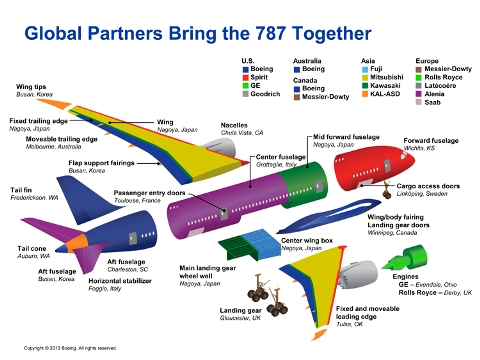 Global Partners Bring the 787 Together
U.S.
Boeing
Spirit
GE
Goodrich
Australia
Boeing
Canada
Boeing
Messier-Dowty
Asia
Fuji
Mitsubishi
Kawasaki
KAL-ASD
Europe
Messier-Dowty
Rolls Royce
Latécoère
Alenia
Saab
Wing tips
Busan, Korea
Fixed trailing edge
Nagoya, Japan
Moveable trailing edge
Melbourne, Australia
Wing
Nagoya, Japan
Nacelles
Chula Vista, CA
Mid forward fuselage
Nagoya, Japan
Forward fuselage
Wichita, KS
Flap support fairings
Busan, Korea
Center fuselage
Grottaglie, Italy
Tail fin
Frederickson, WA
Passenger entry doors
Toulouse, France
Cargo access doors
Linköping, Sweden
Wing/body fairing
Landing gear doors
Winnipeg, Canada
Tail cone
Auburn, WA
Aft fuselage
Charleston, SC
Center wing box
Nagoya, Japan
Aft fuselage
Busan, Korea
Horizontal stabilizer
Foggia, Italy
Main landing gear
wheel well
Nagoya, Japan
Engines
GE – Evendale, Ohio
Rolls Royce – Derby, UK
Landing gear
Gloucester, UK
Fixed and moveable
leading edge
Tulsa, OK
Copyright © 2013 Boeing. All rights reserved.